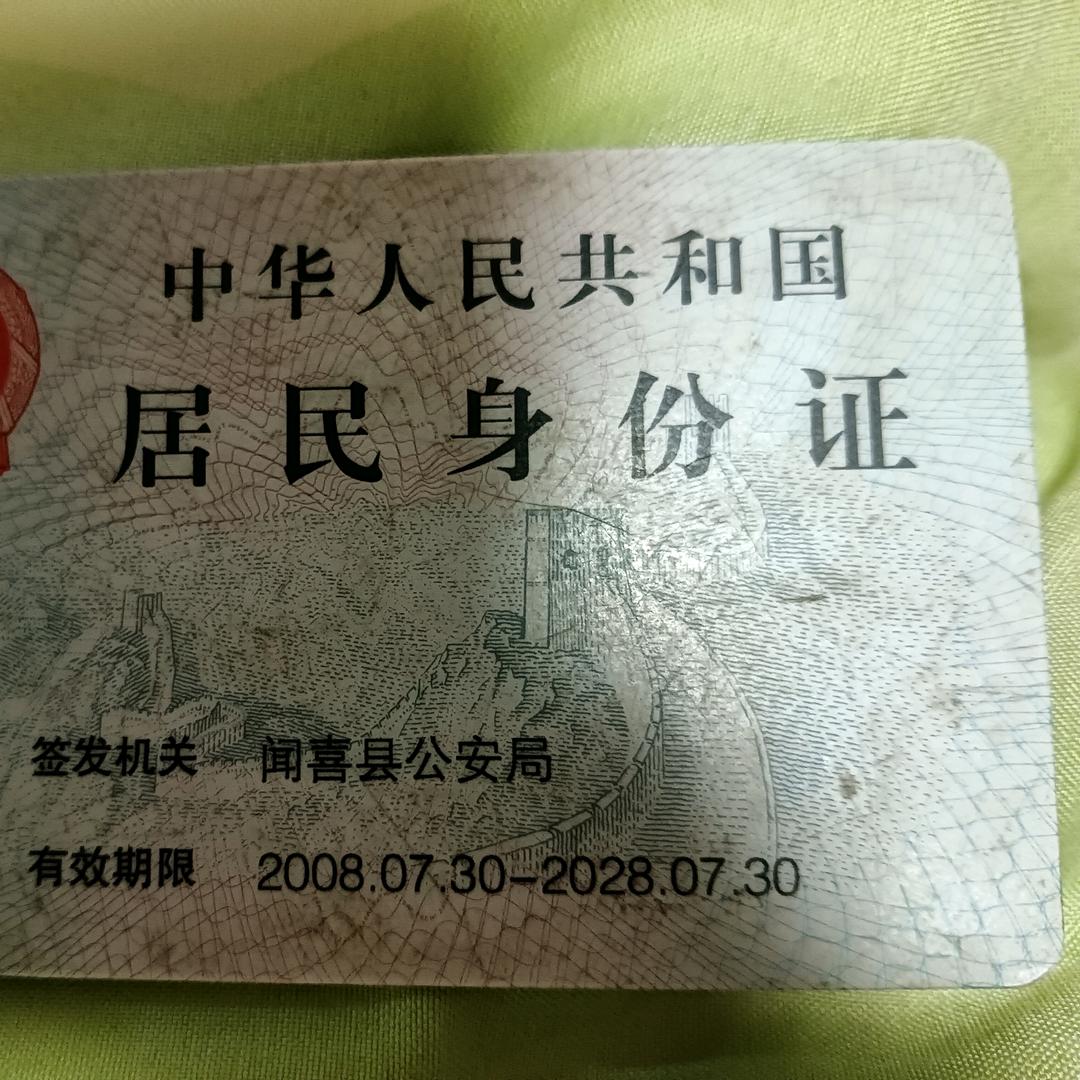 中华人民共和国
居民身份证
签发机关 闻喜县公安局
有效期限 2008.07.30-2028.07.30